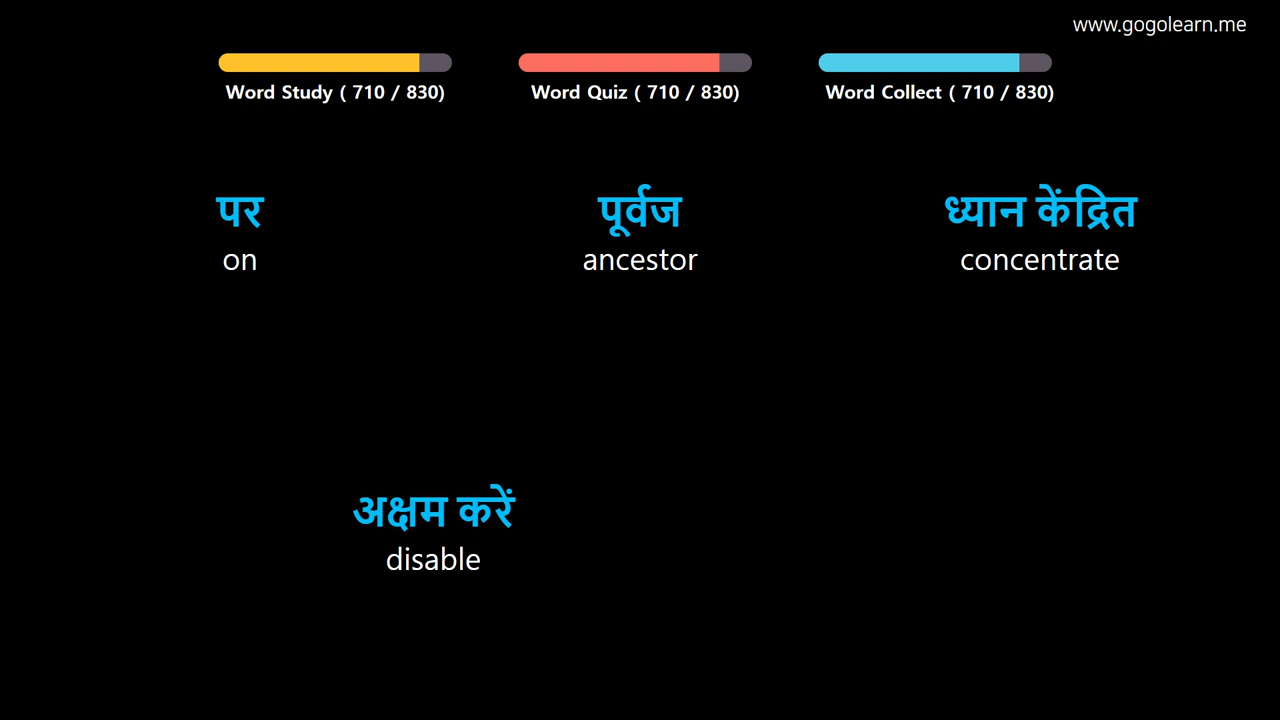 www.gogolearn.me
Word Study ( 710 / 830)
Word Quiz ( 710 / 830)
Word Collect ( 710 / 830)
पर
on
पूर्वज
ancestor
ध्यान केंद्रित
concentrate
अक्षम करें
disable